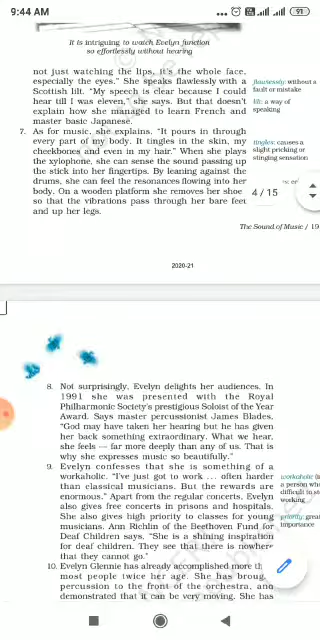 9:44 AM
91
It is intriguing to watch Evelyn function
so effortlessly without hearing
not just watching the lips, it's the whole face,
especially the eyes." She speaks flawlessly with a
Scottish lilt. "My speech is clear because I could
hear till I was eleven," she says. But that doesn't
explain how she managed to learn French and
master basic Japanese.
flawlessly: without a
fault or mistake
lilt: a way of
speaking
7. As for music, she explains, "It pours in through
every part of my body. It tingles in the skin, my
cheekbones and even in my hair." When she plays
the xylophone, she can sense the sound passing up
the stick into her fingertips. By leaning against the
drums, she can feel the resonances flowing into her
body. On a wooden platform she removes her shoe
so that the vibrations pass through her bare feet
and up her legs.
tingles: causes a
slight pricking or
stinging sensation
4 / 15
The Sound of Music / 19
2020-21
8. Not surprisingly, Evelyn delights her audiences. In
1991 she was presented with the Royal
Philharmonic Society's prestigious Soloist of the Year
Award. Says master percussionist James Blades,
"God may have taken her hearing but he has given
her back something extraordinary. What we hear,
she feels — far more deeply than any of us. That is
why she expresses music so beautifully."
9. Evelyn confesses that she is something of a
workaholic. "I've just got to work . . . often harder
than classical musicians. But the rewards are
enormous." Apart from the regular concerts, Evelyn
also gives free concerts in prisons and hospitals.
She also gives high priority to classes for young
musicians. Ann Richlin of the Beethoven Fund for
Deaf Children says, "She is a shining inspiration
for deaf children. They see that there is nowhere
that they cannot go."
workaholic (
a person wh
difficult to st
working
priority: grea
importance
10. Evelyn Glennie has already accomplished more th
most people twice her age. She has broug
percussion to the front of the orchestra, and
demonstrated that it can be very moving. She has